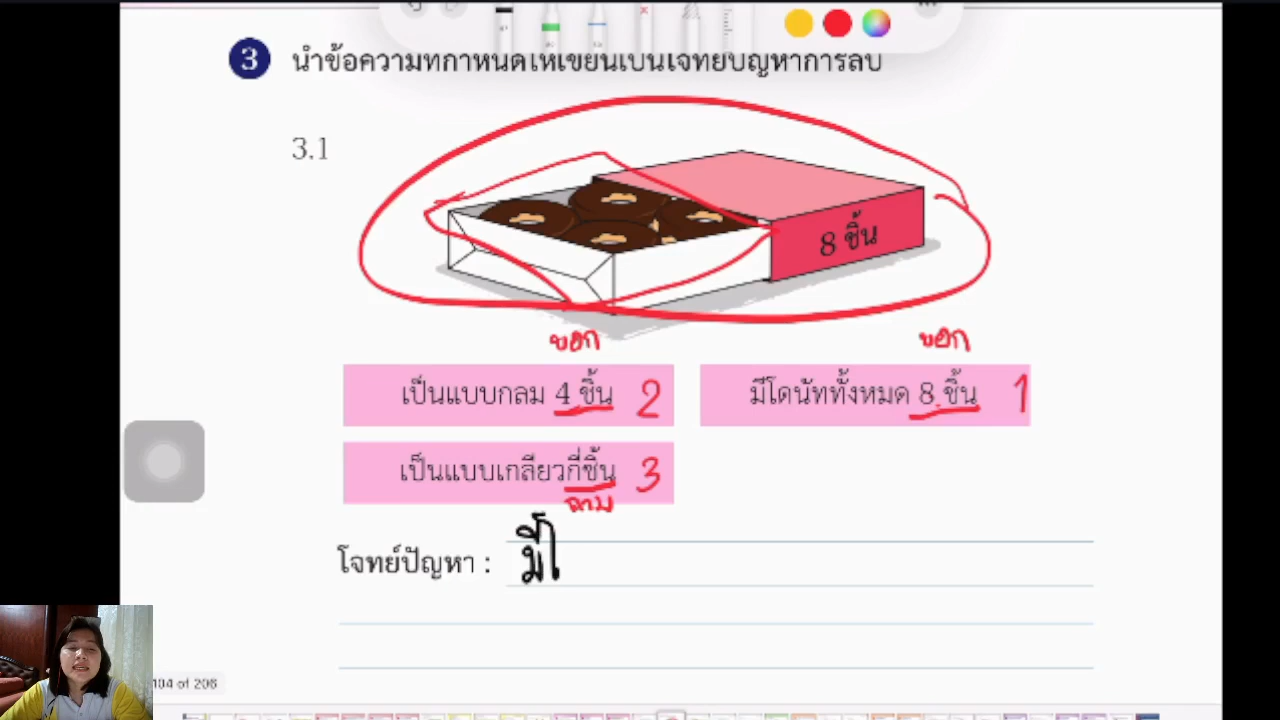 3 นำข้อความที่กำหนดให้เขียนเป็นโจทย์ปัญหาการลบ
3.1
8 ชิ้น
บอก บอก
เป็นแบบกลม 4 ชิ้น 2 มีโดนัททั้งหมด 8 ชิ้น 1
เป็นแบบเกลียวกี่ชิ้น 3
ถาม
โจทย์ปัญหา : มีโ
104 of 206